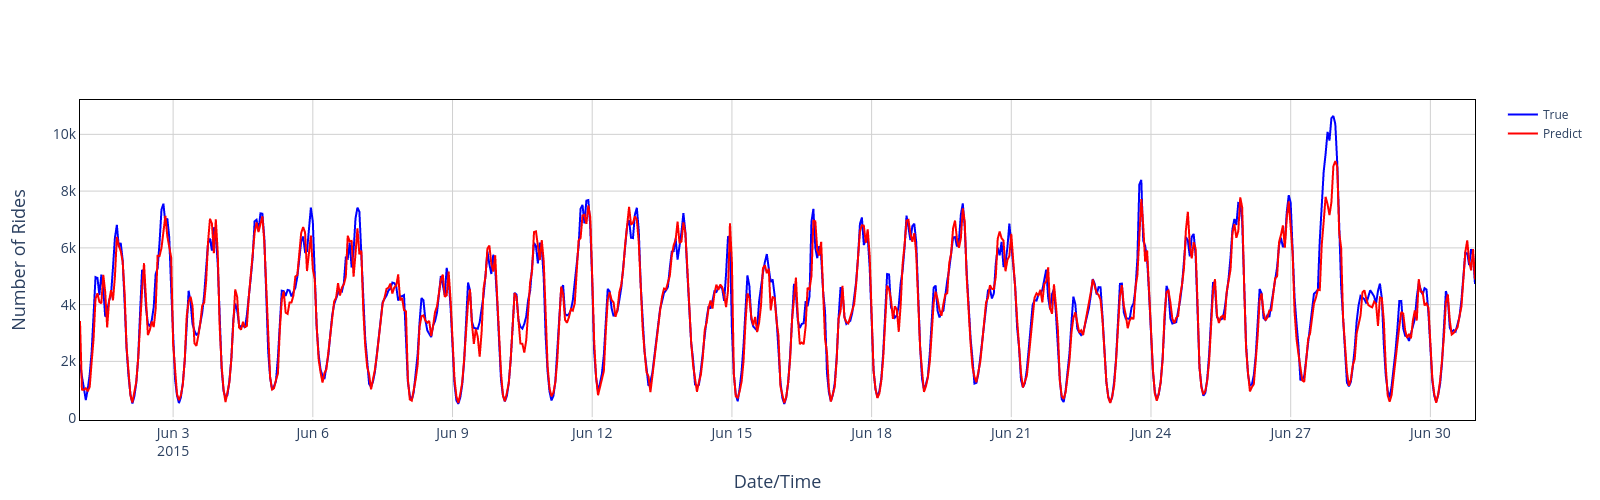 Number of Rides
10k
8k
6k
4k
2k
0
Jun 3
2015
Jun 6
Jun 9
Jun 12
Jun 15
Jun 18
Jun 21
Jun 24
Jun 27
Jun 30
Date/Time
True
Predict